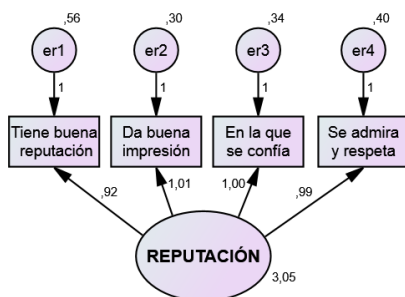 ,56 ,30 ,34 ,40
er1 er2 er3 er4
1 1 1 1
Tiene buena reputación
Da buena impresión
En la que se confía
Se admira y respeta
,92 1,01 1,00 ,99
REPUTACIÓN
3,05